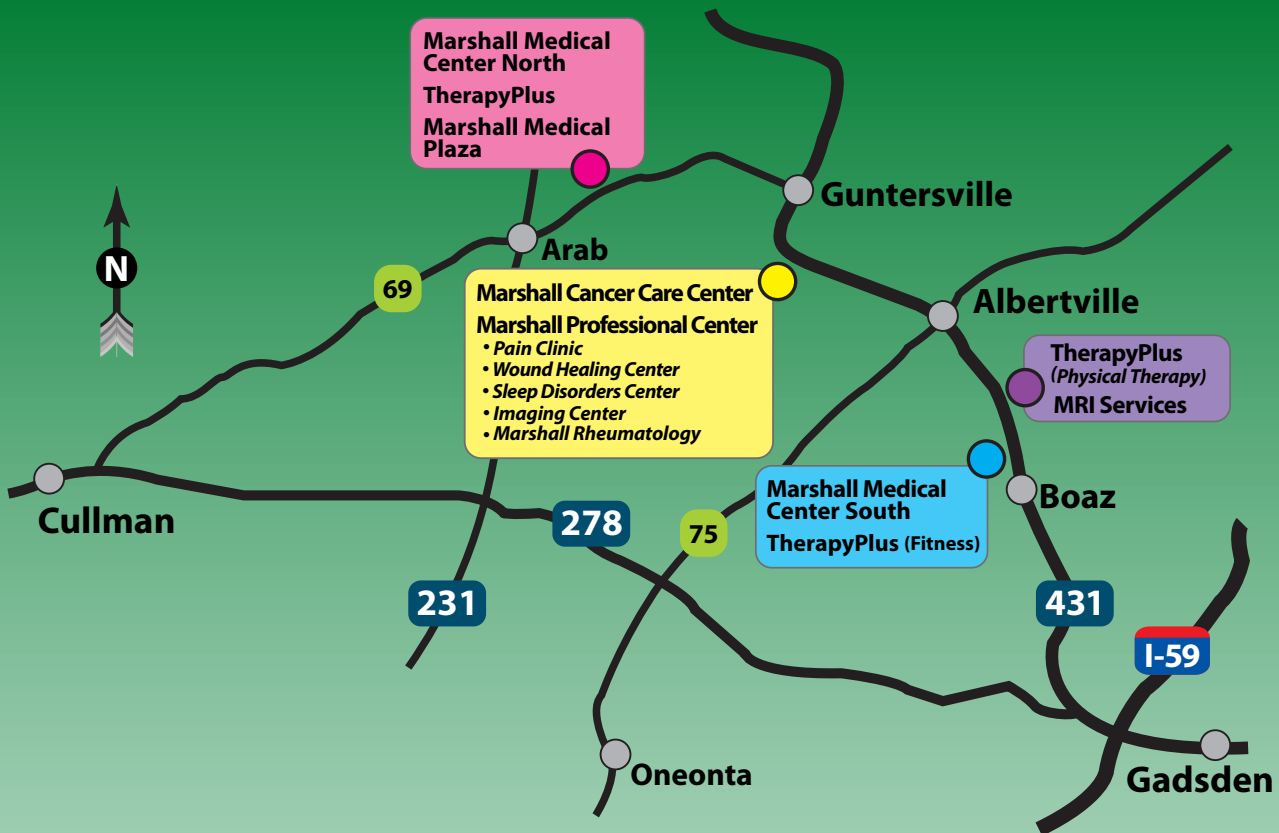 Marshall Medical
Center North
TherapyPlus
Marshall Medical
Plaza
Guntersville
N
Arab
69
Marshall Cancer Care Center
Marshall Professional Center
• Pain Clinic
• Wound Healing Center
• Sleep Disorders Center
• Imaging Center
• Marshall Rheumatology
Albertville
TherapyPlus
(Physical Therapy)
MRI Services
Cullman
278
75
Marshall Medical
Center South
TherapyPlus (Fitness)
Boaz
231
431
I-59
Oneonta
Gadsden